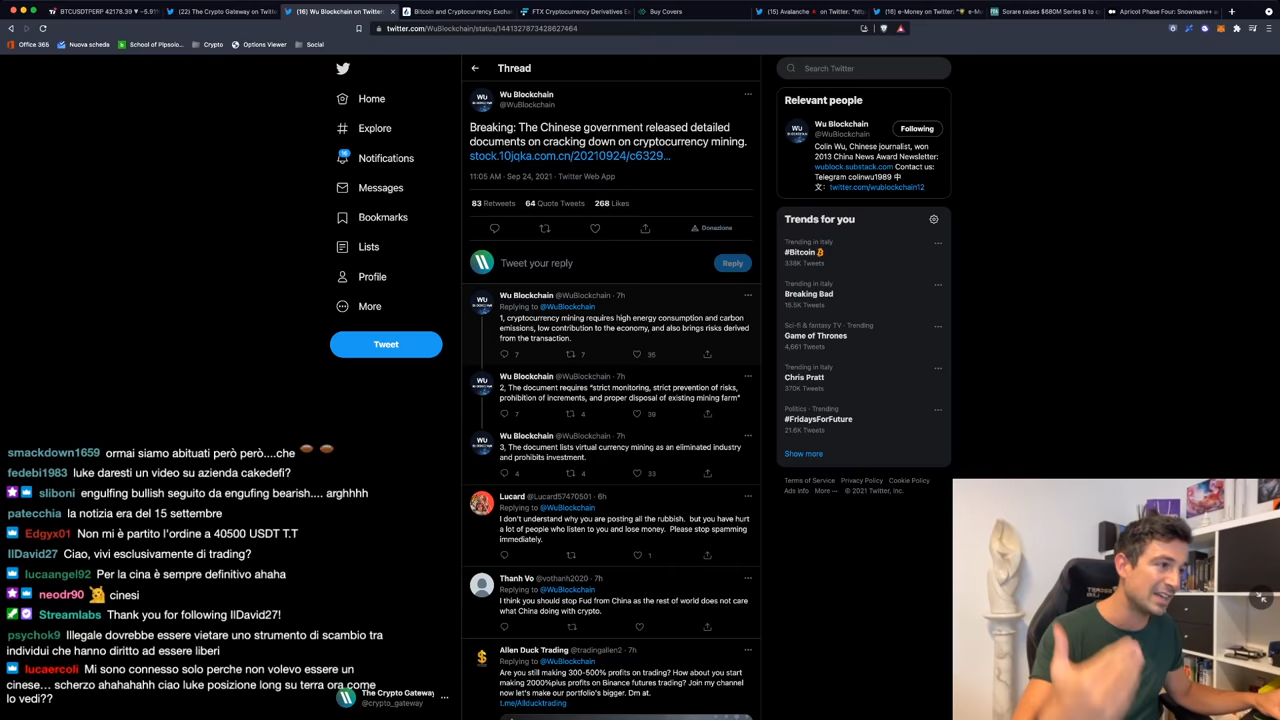 BTCUSDTPERP 42178.39 ▼ −5.91%
(22) The Crypto Gateway on Twitt
(16) Wu Blockchain on Twitter:
Bitcoin and Cryptocurrency Excha
FTX Cryptocurrency Derivatives E
Buy Covers
(15) Avalanche on Twitter: "htt
e-Money on Twitter: "
Sorare raises $680M Series B to c
Apricot Phase Four: Snowman++ a
twitter.com/WuBlockchain/status/1441327873428627464
Office 365
Nuova scheda
School of Pipsolo...
Crypto
Options Viewer
Social
Home
Explore
16
Notifications
Messages
Bookmarks
Lists
Profile
More
Tweet
Thread
Wu Blockchain
@WuBlockchain
Breaking: The Chinese government released detailed
documents on cracking down on cryptocurrency mining.
stock.10jqka.com.cn/20210924/c6329...
11:05 AM · Sep 24, 2021 · Twitter Web App
83 Retweets 64 Quote Tweets 268 Likes
Donazione
Tweet your reply
Reply
Wu Blockchain @WuBlockchain · 7h
Replying to @WuBlockchain
1, cryptocurrency mining requires high energy consumption and carbon
emissions, low contribution to the economy, and also brings risks derived
from the transaction.
7 7 35
Wu Blockchain @WuBlockchain · 7h
2, The document requires "strict monitoring, strict prevention of risks,
prohibition of increments, and proper disposal of existing mining farm"
7 4 39
Wu Blockchain @WuBlockchain · 7h
3, The document lists virtual currency mining as an eliminated industry
and prohibits investment.
4 4 33
Lucard @Lucard57470501 · 6h
I don't understand why you are posting all the rubbish. but you have hurt
a lot of people who listen to you and lose money. Please stop spamming
immediately.
1
Thanh Vo @vothanh2020 · 7h
Replying to @WuBlockchain
I think you should stop Fud from China as the rest of world does not care
what China doing with crypto.
Allen Duck Trading @tradingallen2 · 7h
Replying to @WuBlockchain
Are you still making 300-500% profits on trading? How about you start
making 2000%plus profits on Binance futures trading? Join my channel
now let's make our portfolio's bigger. Dm at.
t.me/Allducktrading
Search Twitter
Relevant people
Wu Blockchain
@WuBlockchain
Following
Colin Wu, Chinese journalist, won
2013 China News Award Newsletter:
wublock.substack.com Contact us:
Telegram colinwu1989 中
文： twitter.com/wublockchain12
Trends for you
Trending in Italy
#Bitcoin
338K Tweets
Trending in Italy
Breaking Bad
15.5K Tweets
Sci-fi & fantasy TV · Trending
Game of Thrones
4,661 Tweets
Trending in Italy
Chris Pratt
370K Tweets
Politics · Trending
#FridaysForFuture
21.6K Tweets
Show more
Terms of Service Privacy Policy Cookie Policy
Ads info More ··· © 2021 Twitter, Inc.
smackdown1659 ormai siamo abituati però però....che
fedebi1983 luke daresti un video su azienda cakedefi?
sliboni engulfing bullish seguito da engufing bearish.... arghhhh
patecchia la notizia era del 15 settembre
Edgyx01 Non mi è partito l'ordine a 40500 USDT T.T
IlDavid27 Ciao, vivi esclusivamente di trading?
lucaangel92 Per la cina è sempre definitivo ahaha
neodr90 cinesi
Streamlabs Thank you for following IlDavid27!
psychok9 Illegale dovrebbe essere vietare uno strumento di scambio tra
individui che hanno diritto ad essere liberi
lucaercoli Mi sono connesso solo perche non volevo essere un
cinese... scherzo ahahahahh ciao luke posizione long su terra ora come
lo vedi??
The Crypto Gateway
@crypto_gateway